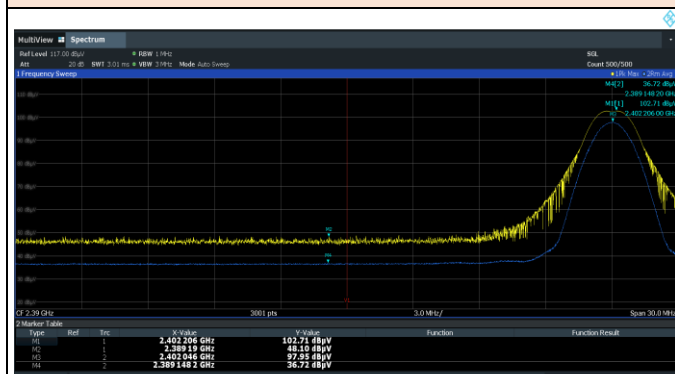 MultiView Spectrum
Ref Level 117.00 dBµV RBW 1 MHz SGL
Att 20 dB SWT 3.01 ms VBW 3 MHz Mode Auto Sweep Count 500/500
1 Frequency Sweep 1Pk Max 2Rm Avg
M4[2] 36.72 dBµV
2.389 148 20 GHz
M1[1] 102.71 dBµV
2.402 206 00 GHz
M2
M4
CF 2.39 GHz 3001 pts 3.0 MHz/ Span 30.0 MHz
2 Marker Table
Type Ref Trc X-Value Y-Value Function Function Result
M1 1 2.402 206 GHz 102.71 dBµV
M2 1 2.389 19 GHz 48.10 dBµV
M3 2 2.402 046 GHz 97.95 dBµV
M4 2 2.389 148 2 GHz 36.72 dBµV